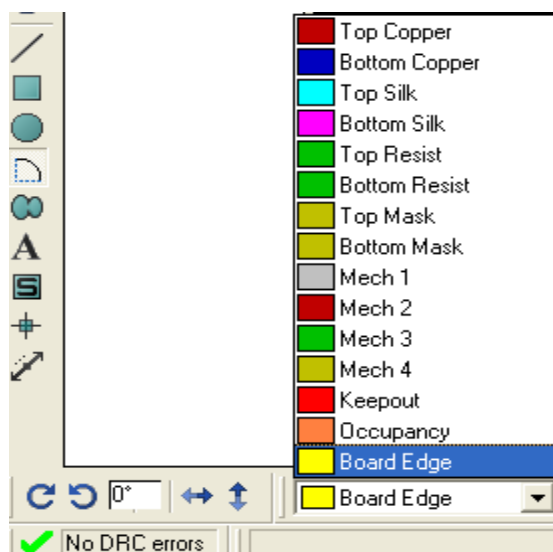 Top Copper
Bottom Copper
Top Silk
Bottom Silk
Top Resist
Bottom Resist
Top Mask
Bottom Mask
Mech 1
Mech 2
Mech 3
Mech 4
Keepout
Occupancy
Board Edge
A
S
0° Board Edge
No DRC errors